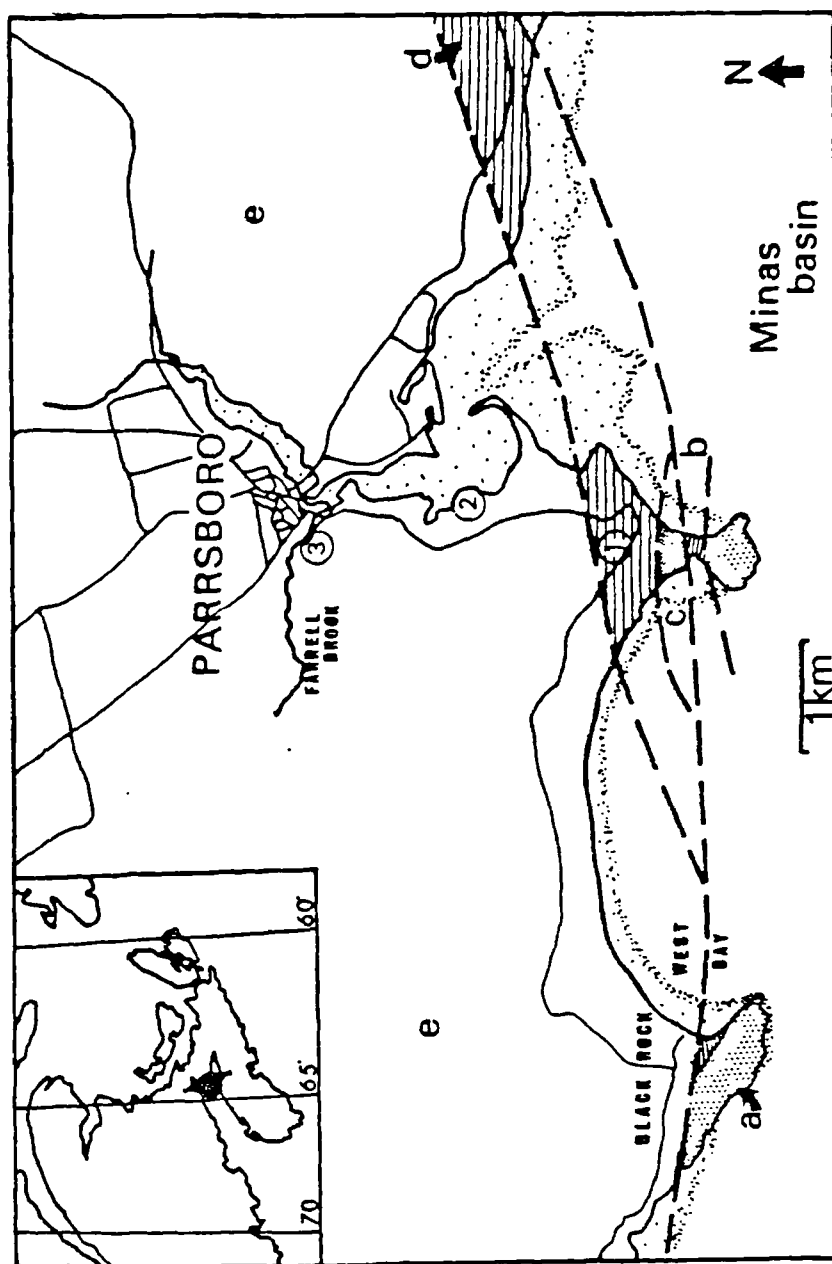 60°
65°
70
PARRSBORO
FARRELL
BROOK
e
d
N
Minas
basin
3
2
1
b
c
1km
e
WEST
BAY
BLACK ROCK
a